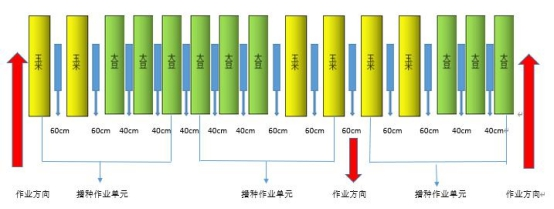 玉米 玉米 大豆 大豆 大豆 大豆 大豆 大豆 玉米 玉米 玉米 玉米 大豆 大豆 大豆
60cm 60cm 40cm 40cm 40cm 40cm 40cm 60cm 60cm 60cm 60cm 60cm 40cm 40cm
作业方向 播种作业单元 播种作业单元 作业方向 播种作业单元 作业方向